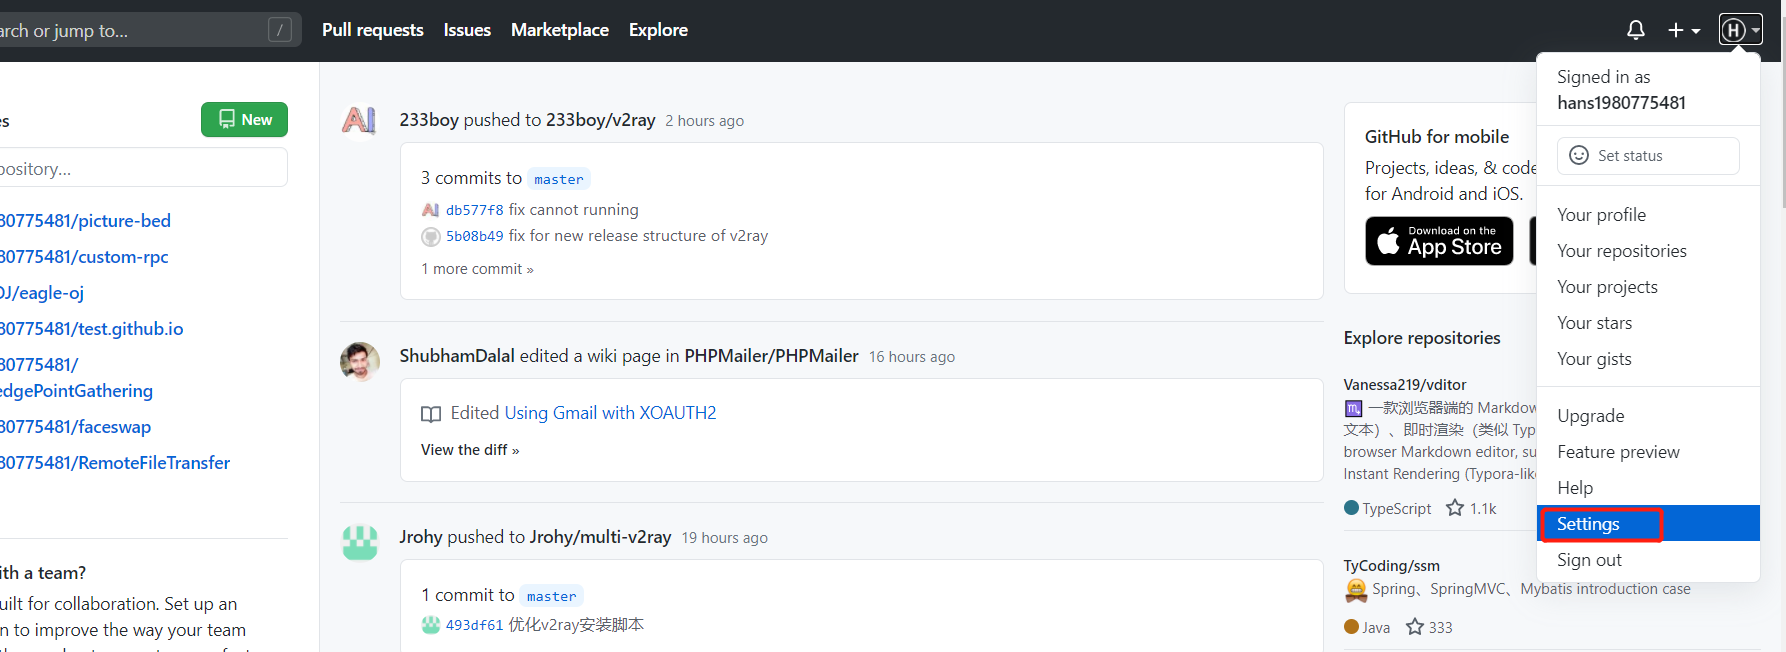 arch or jump to... /
Pull requests Issues Marketplace Explore
H
es
New
pository...
80775481/picture-bed
80775481/custom-rpc
OJ/eagle-oj
80775481/test.github.io
80775481/
edgePointGathering
80775481/faceswap
80775481/RemoteFileTransfer
ith a team?
uilt for collaboration. Set up an
n to improve the way your team
233boy pushed to 233boy/v2ray 2 hours ago
3 commits to master
db577f8 fix cannot running
5b08b49 fix for new release structure of v2ray
1 more commit »
ShubhamDalal edited a wiki page in PHPMailer/PHPMailer 16 hours ago
Edited Using Gmail with XOAUTH2
View the diff »
Jrohy pushed to Jrohy/multi-v2ray 19 hours ago
1 commit to master
493df61 优化v2ray安装脚本
GitHub for mobile
Projects, ideas, & code
for Android and iOS.
Download on the
App Store
Explore repositories
Vanessa219/vditor
m 一款浏览器端的 Markdow
文本）、即时渲染（类似 Typ
browser Markdown editor, su
Instant Rendering (Typora-like
TypeScript 1.1k
TyCoding/ssm
Spring、SpringMVC、Mybatis introduction case
Java 333
Signed in as
hans1980775481
Set status
Your profile
Your repositories
Your projects
Your stars
Your gists
Upgrade
Feature preview
Help
Settings
Sign out